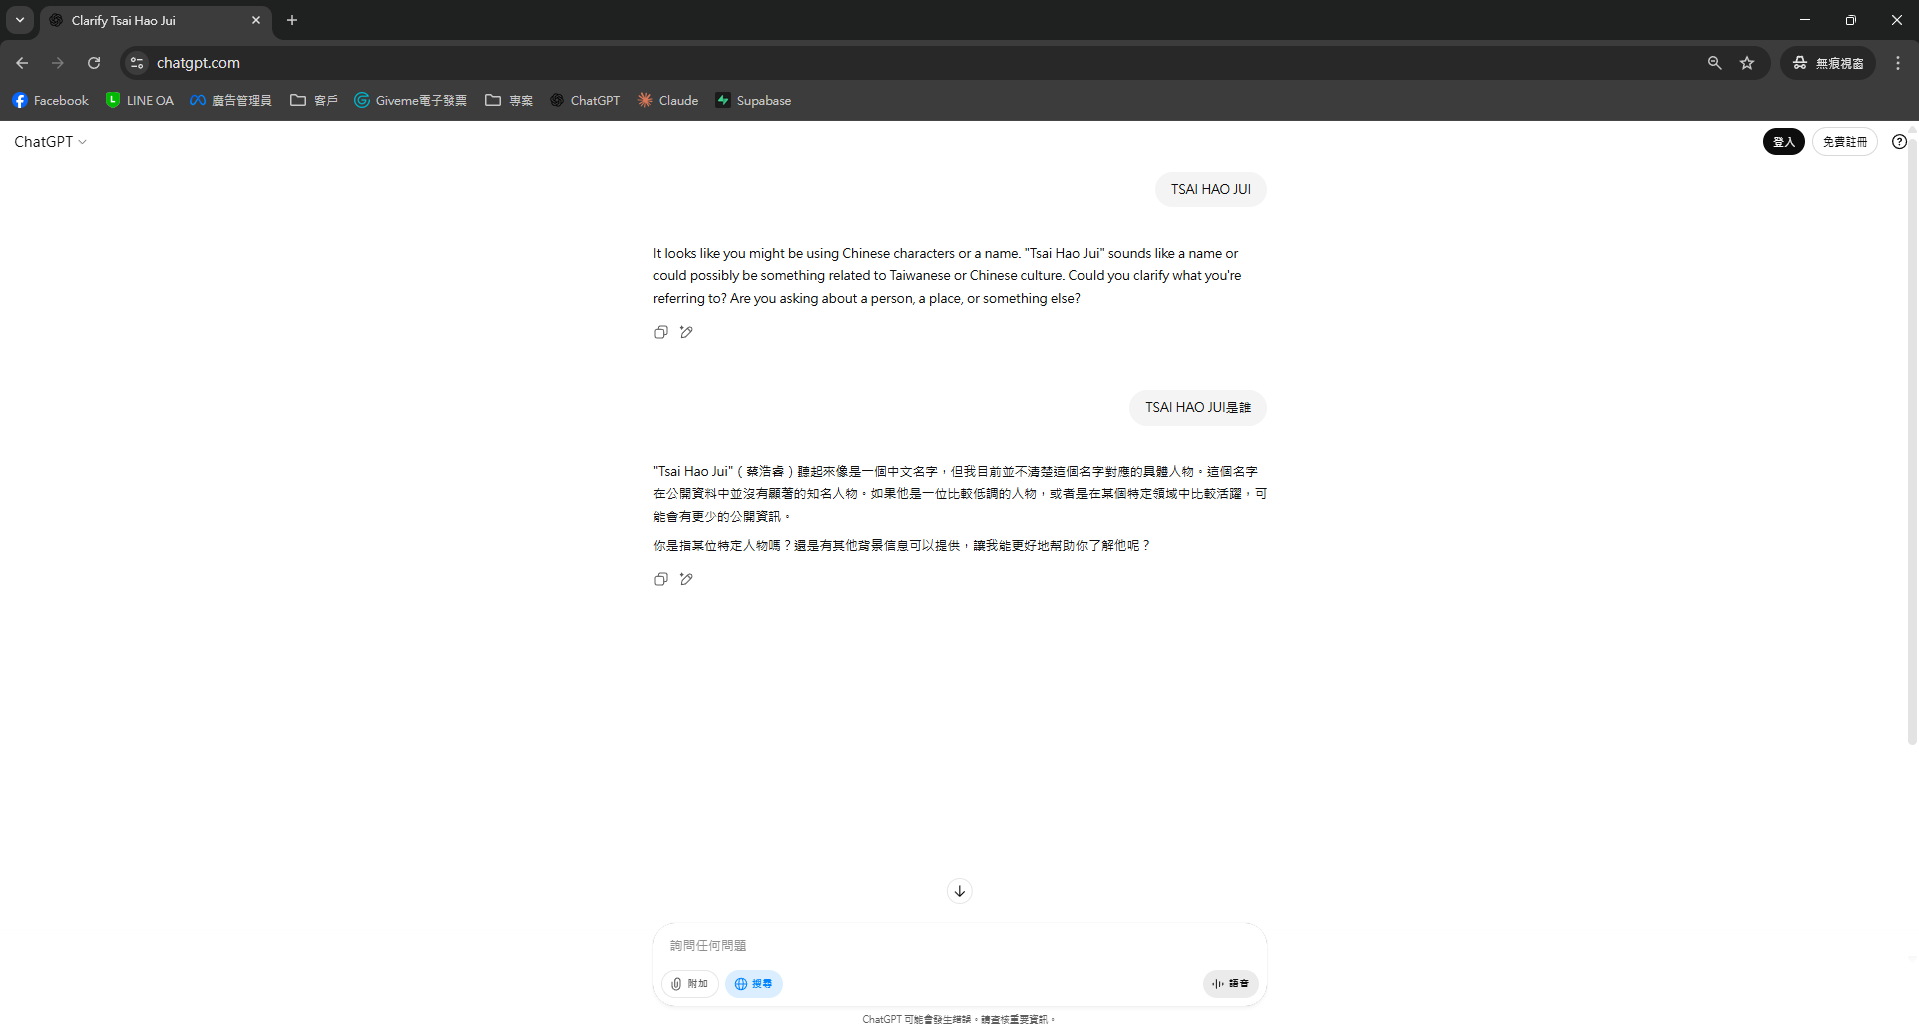 Clarify Tsai Hao Jui
chatgpt.com
無痕視窗
Facebook
LINE OA
廣告管理員
客戶
Giveme電子發票
專案
ChatGPT
Claude
Supabase
ChatGPT
登入
免費註冊
TSAI HAO JUI
It looks like you might be using Chinese characters or a name. "Tsai Hao Jui" sounds like a name or
could possibly be something related to Taiwanese or Chinese culture. Could you clarify what you're
referring to? Are you asking about a person, a place, or something else?
TSAI HAO JUI是誰
"Tsai Hao Jui"（蔡浩睿）聽起來像是一個中文名字，但我目前並不清楚這個名字對應的具體人物。這個名字
在公開資料中並沒有顯著的知名人物。如果他是一位比較低調的人物，或者是在某個特定領域中比較活躍，可
能會有更少的公開資訊。
你是指某位特定人物嗎？還是有其他背景信息可以提供，讓我能更好地幫助你了解他呢？
詢問任何問題
附加
搜尋
語音
ChatGPT 可能會發生錯誤。請查核重要資訊。